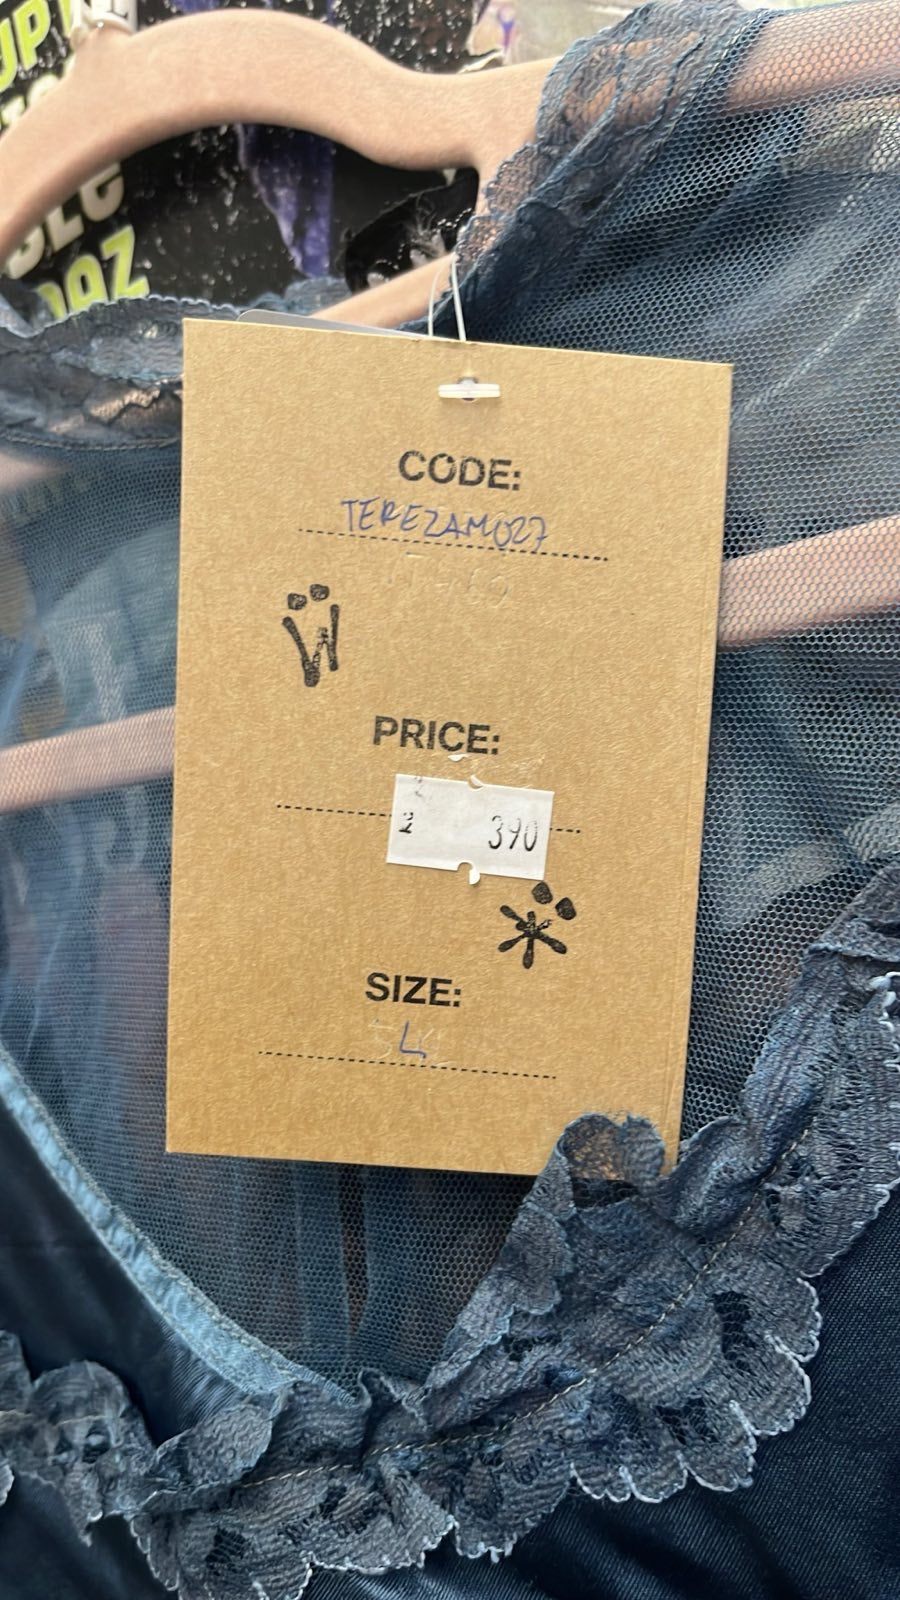 CODE:
TEREZAM027
PRICE:
390
SIZE:
L